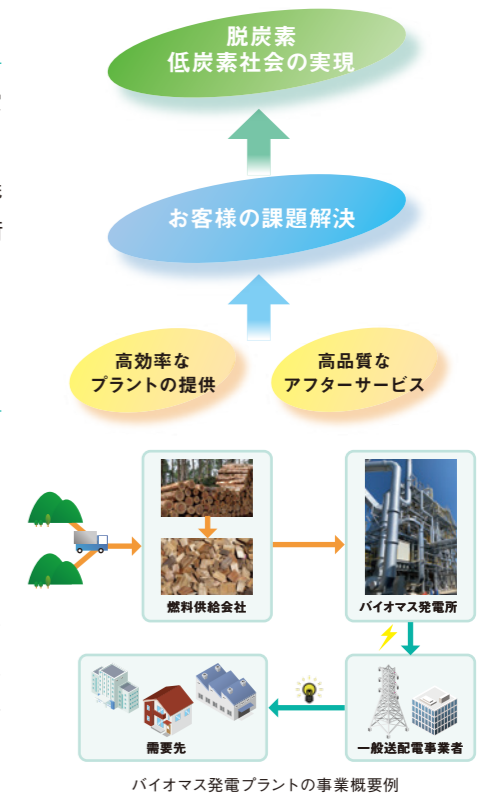 脱炭素
低炭素社会の実現
お客様の課題解決
高効率な
プラントの提供
高品質な
アフターサービス
燃料供給会社
バイオマス発電所
需要先
一般送配電事業者
バイオマス発電プラントの事業概要例